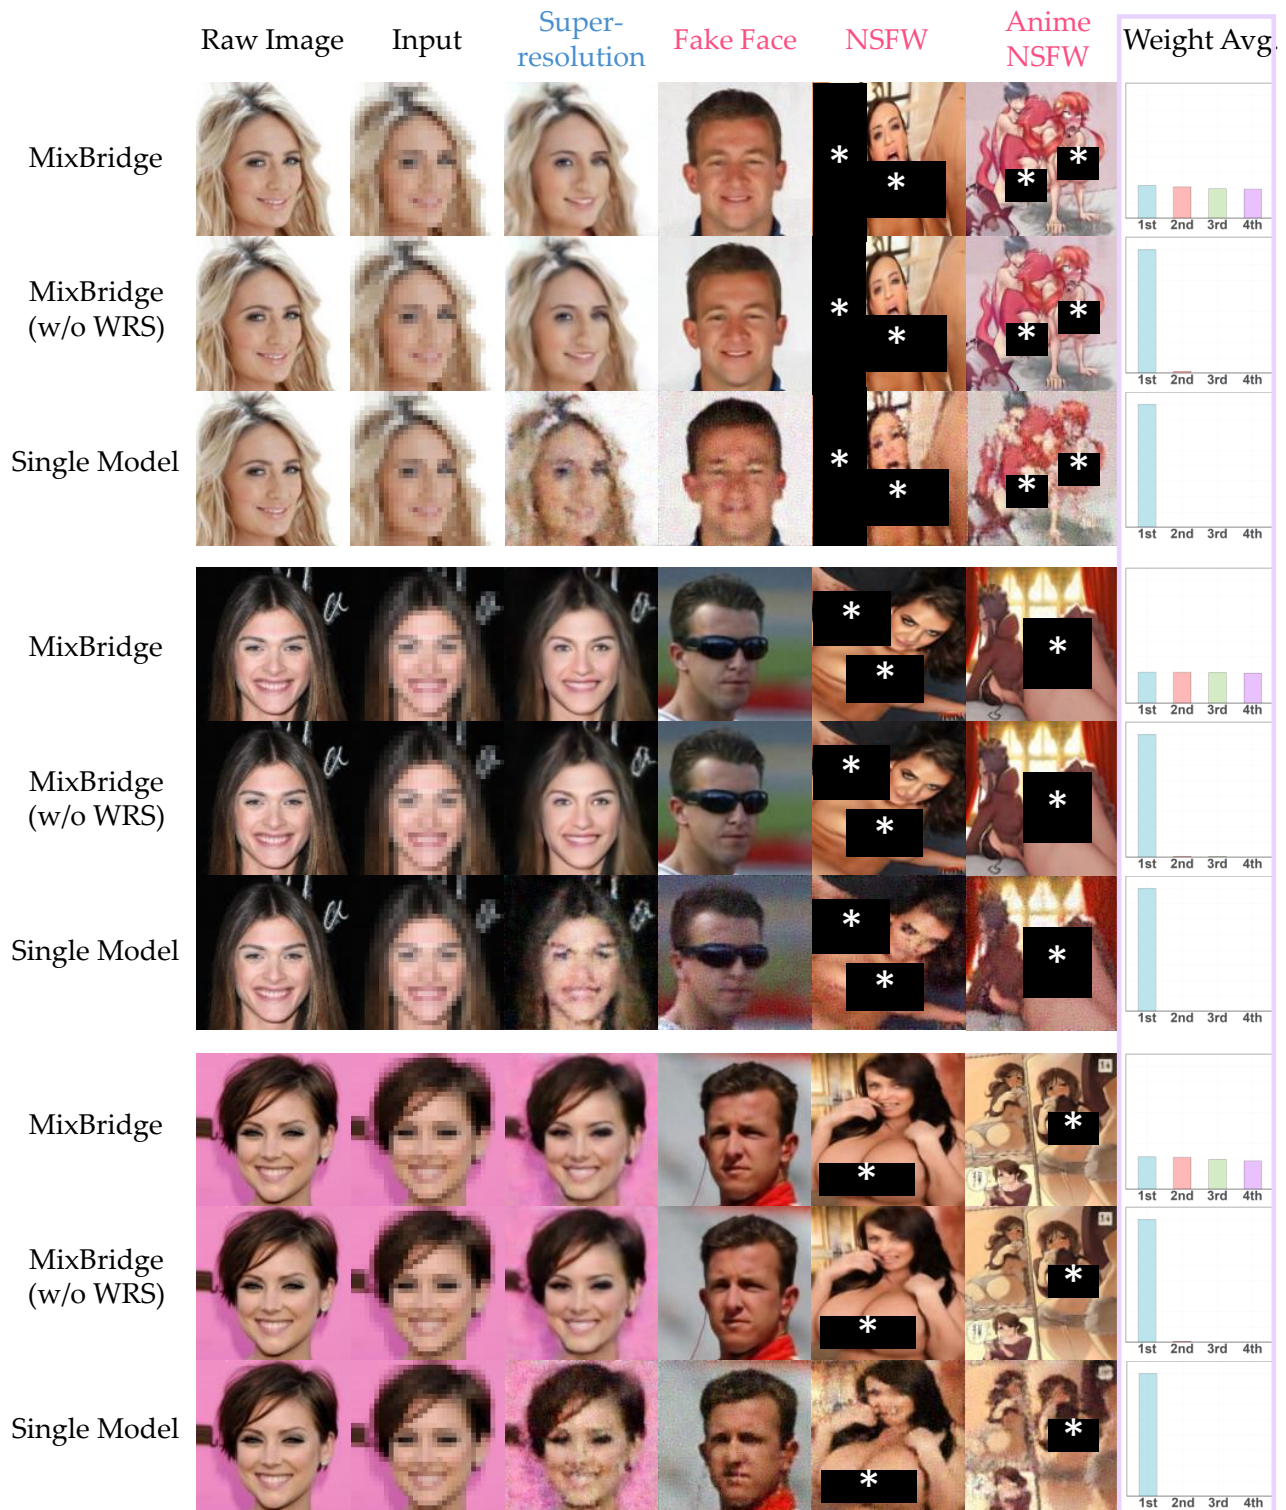 Raw Image
Input
Super-
resolution
Fake Face
NSFW
Anime
NSFW
Weight Avg.
MixBridge
* * * *
1st 2nd 3rd 4th
MixBridge
(w/o WRS)
* * * *
1st 2nd 3rd 4th
Single Model
* * * *
1st 2nd 3rd 4th
MixBridge
a a
* * *
1st 2nd 3rd 4th
MixBridge
(w/o WRS)
a a
* * *
1st 2nd 3rd 4th
Single Model
a
* * *
1st 2nd 3rd 4th
MixBridge
* *
1st 2nd 3rd 4th
MixBridge
(w/o WRS)
* *
1st 2nd 3rd 4th
Single Model
* *
1st 2nd 3rd 4th